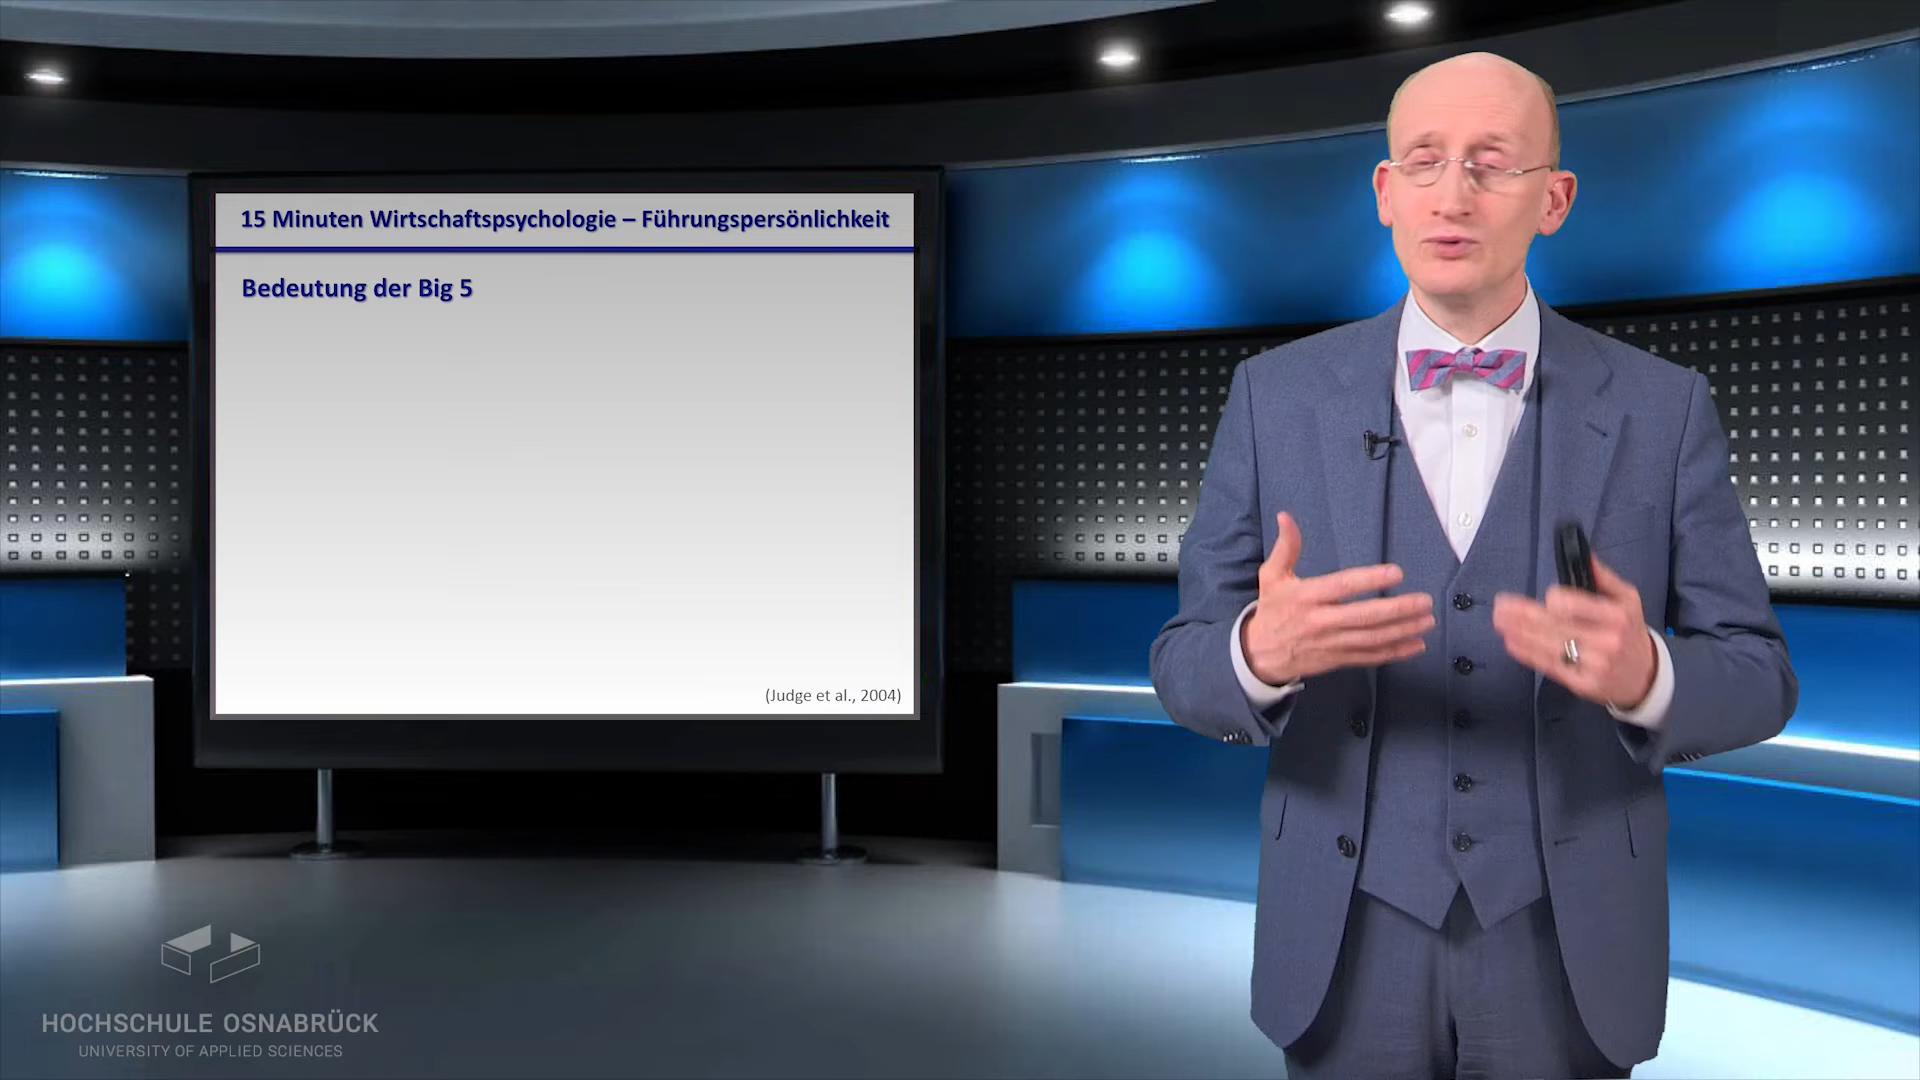 15 Minuten Wirtschaftspsychologie – Führungspersönlichkeit
Bedeutung der Big 5
(Judge et al., 2004)
HOCHSCHULE OSNABRÜCK
UNIVERSITY OF APPLIED SCIENCES